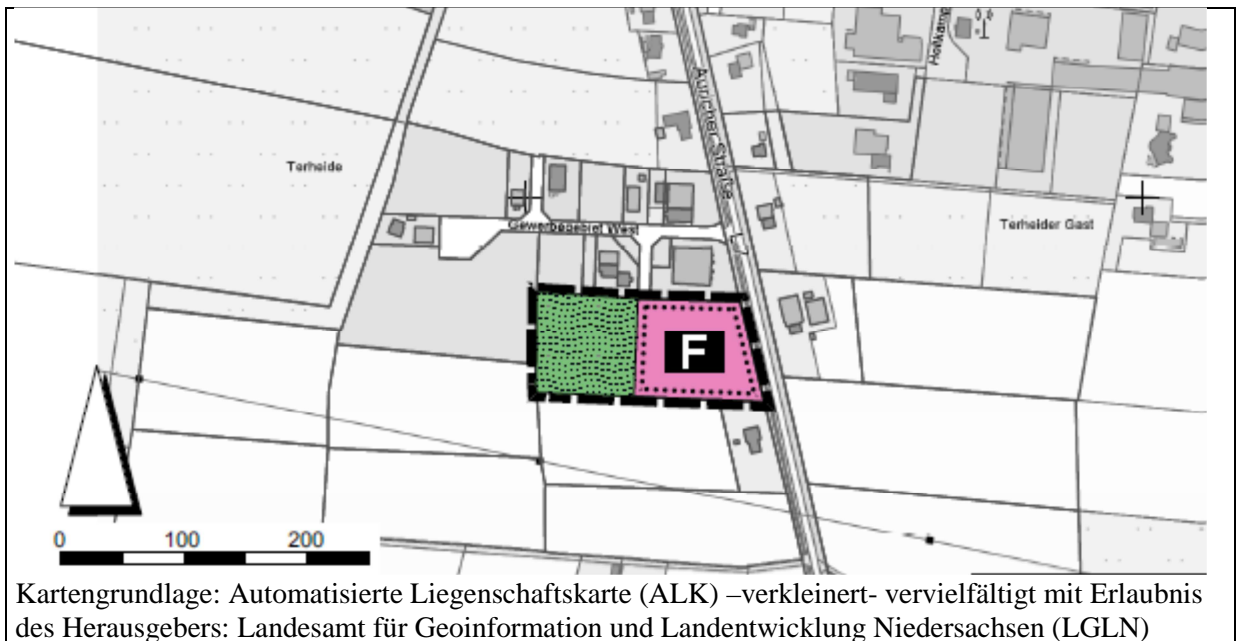 Auricher Straße
Hollkamp
Terheide
Gewerbegebiet West
Terheider Gast
F
0 100 200
Kartengrundlage: Automatisierte Liegenschaftskarte (ALK) –verkleinert- vervielfältigt mit Erlaubnis
des Herausgebers: Landesamt für Geoinformation und Landentwicklung Niedersachsen (LGLN)